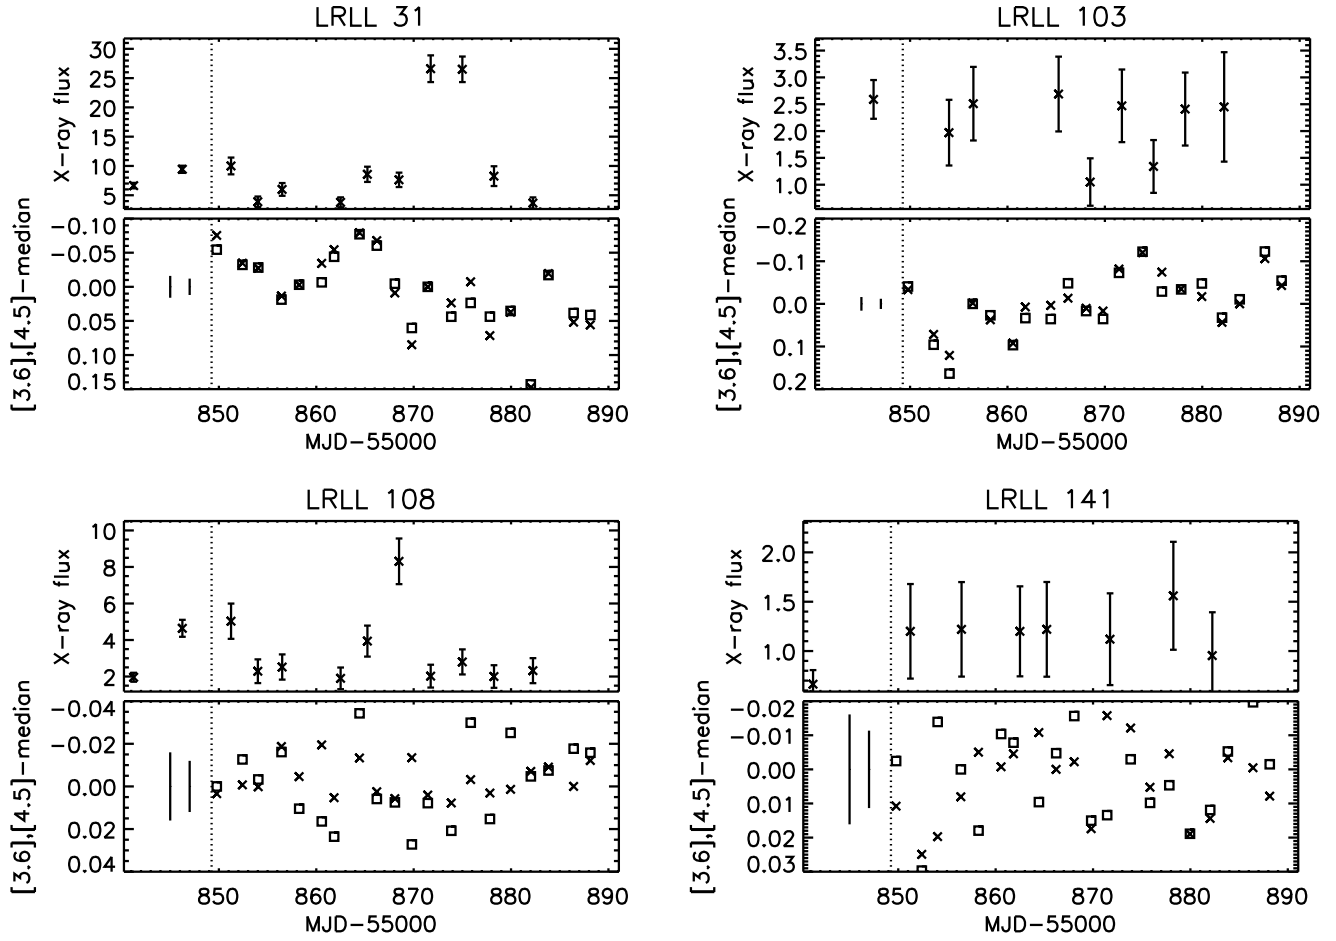 LRLL 31
X-ray flux
30
25
20
15
10
5
[3.6],[4.5]-median
-0.10
-0.05
0.00
0.05
0.10
0.15
850 860 870 880 890
MJD-55000
LRLL 103
X-ray flux
3.5
3.0
2.5
2.0
1.5
1.0
[3.6],[4.5]-median
-0.2
-0.1
0.0
0.1
0.2
850 860 870 880 890
MJD-55000
LRLL 108
X-ray flux
10
8
6
4
2
[3.6],[4.5]-median
-0.04
-0.02
0.00
0.02
0.04
850 860 870 880 890
MJD-55000
LRLL 141
X-ray flux
2.0
1.5
1.0
[3.6],[4.5]-median
-0.02
-0.01
0.00
0.01
0.02
0.03
850 860 870 880 890
MJD-55000